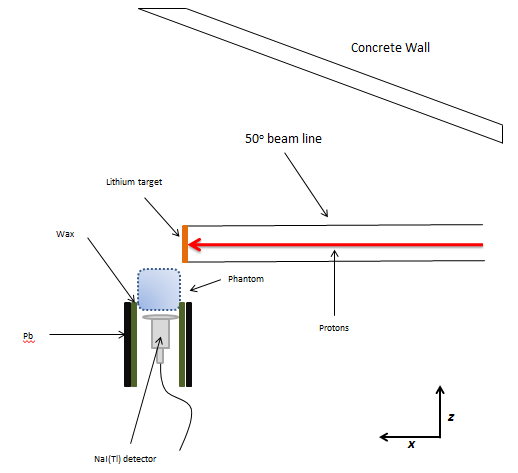 Concrete Wall
50° beam line
Lithium target
Wax
Phantom
Protons
Pb
z
x
NaI(Tl) detector